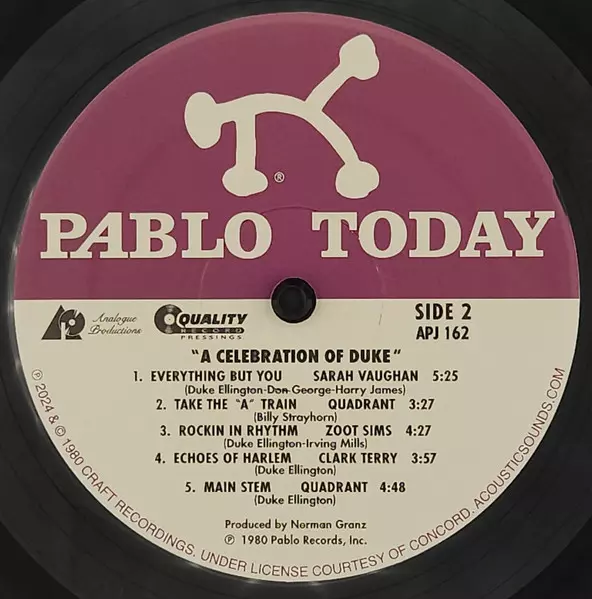 ®
PABLO TODAY
AP Analogue Productions
QUALITY RECORD PRESSINGS
SIDE 2
APJ 162
"A CELEBRATION OF DUKE"
1. EVERYTHING BUT YOU SARAH VAUGHAN 5:25
(Duke Ellington-Don George-Harry James)
2. TAKE THE "A" TRAIN QUADRANT 3:27
(Billy Strayhorn)
3. ROCKIN IN RHYTHM ZOOT SIMS 4:27
(Duke Ellington-Irving Mills)
4. ECHOES OF HARLEM CLARK TERRY 3:57
(Duke Ellington)
5. MAIN STEM QUADRANT 4:48
(Duke Ellington)
Produced by Norman Granz
℗ 1980 Pablo Records, Inc.
℗ 2024 & © 1980 CRAFT RECORDINGS. UNDER LICENSE COURTESY OF CONCORD. ACOUSTICSOUNDS.COM